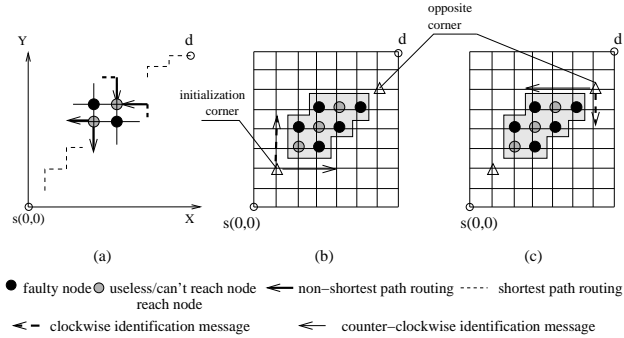 opposite
corner
Y
d
d
d
initialization
corner
s(0,0)
X
s(0,0)
s(0,0)
(a)
(b)
(c)
faulty node
useless/can't reach node
non−shortest path routing
shortest path routing
reach node
clockwise identification message
counter−clockwise identification message